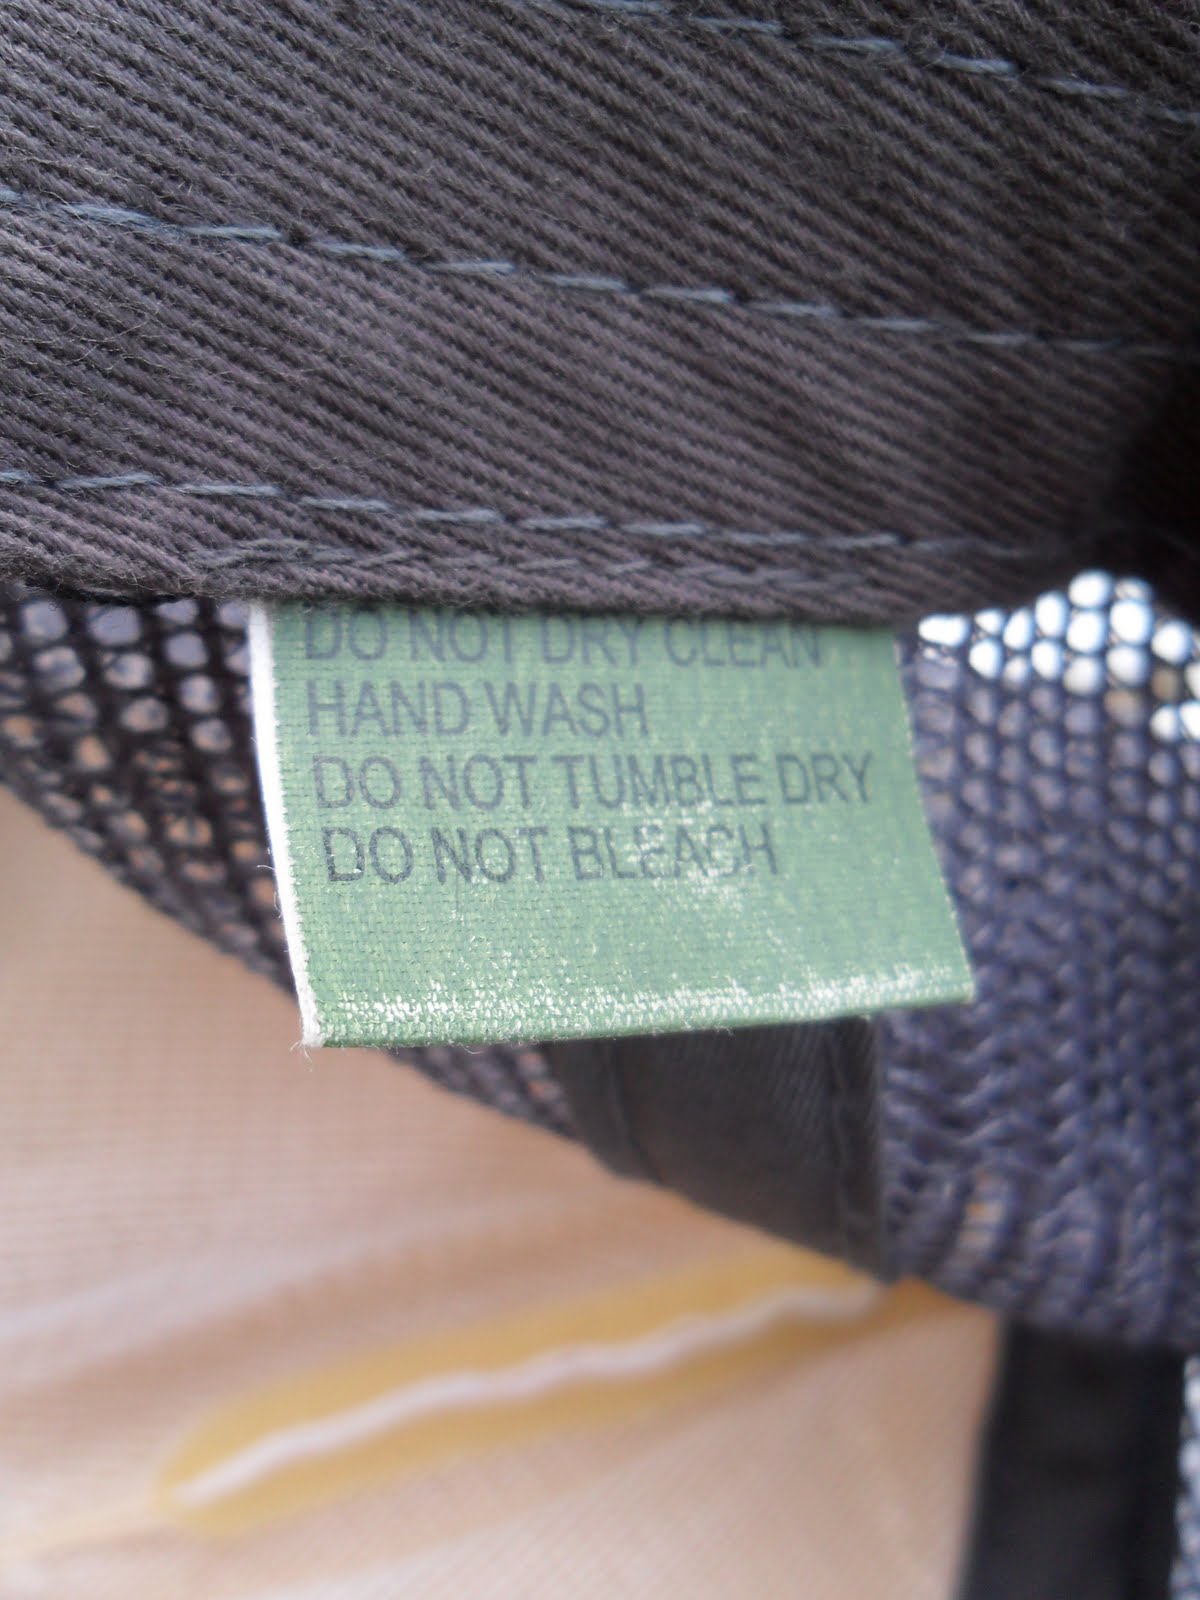 DO NOT DRY CLEAN
HAND WASH
DO NOT TUMBLE DRY
DO NOT BLEACH